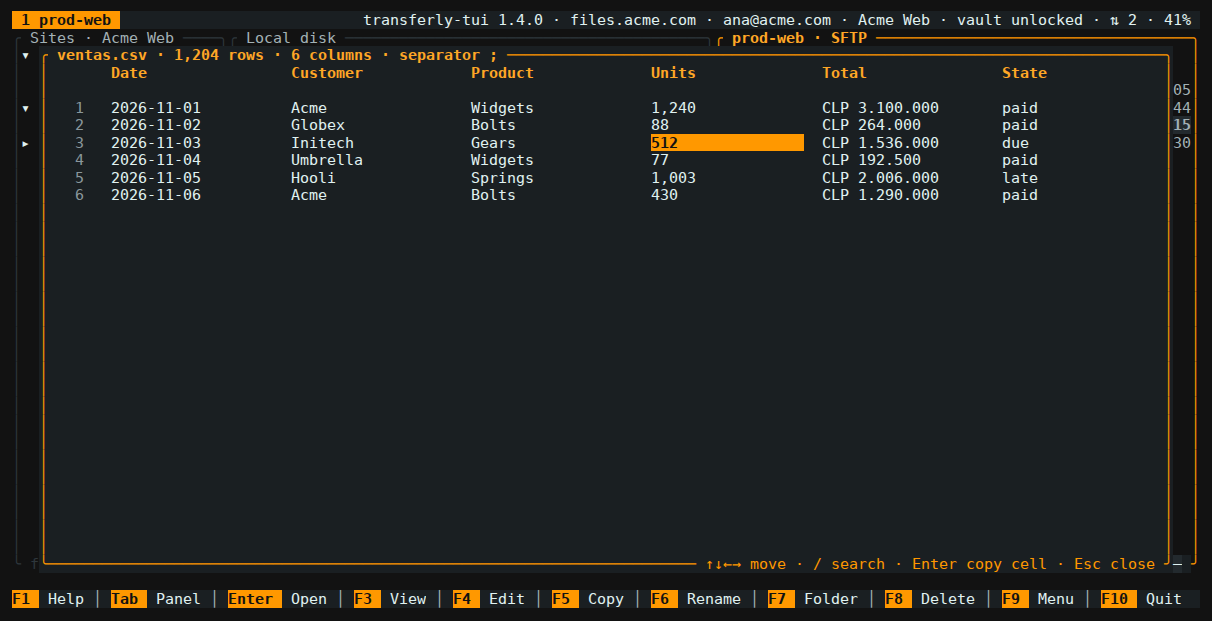 1 prod-web transferly-tui 1.4.0 · files.acme.com · ana@acme.com · Acme Web · vault unlocked · ⇅ 2 · 41%
Sites · Acme Web Local disk prod-web · SFTP
▾ ventas.csv · 1,204 rows · 6 columns · separator ;
Date Customer Product Units Total State
05
▾ 1 2026-11-01 Acme Widgets 1,240 CLP 3.100.000 paid 44
2 2026-11-02 Globex Bolts 88 CLP 264.000 paid 15
▸ 3 2026-11-03 Initech Gears 512 CLP 1.536.000 due 30
4 2026-11-04 Umbrella Widgets 77 CLP 192.500 paid
5 2026-11-05 Hooli Springs 1,003 CLP 2.006.000 late
6 2026-11-06 Acme Bolts 430 CLP 1.290.000 paid
f ↑↓←→ move · / search · Enter copy cell · Esc close
F1 Help │ Tab Panel │ Enter Open │ F3 View │ F4 Edit │ F5 Copy │ F6 Rename │ F7 Folder │ F8 Delete │ F9 Menu │ F10 Quit